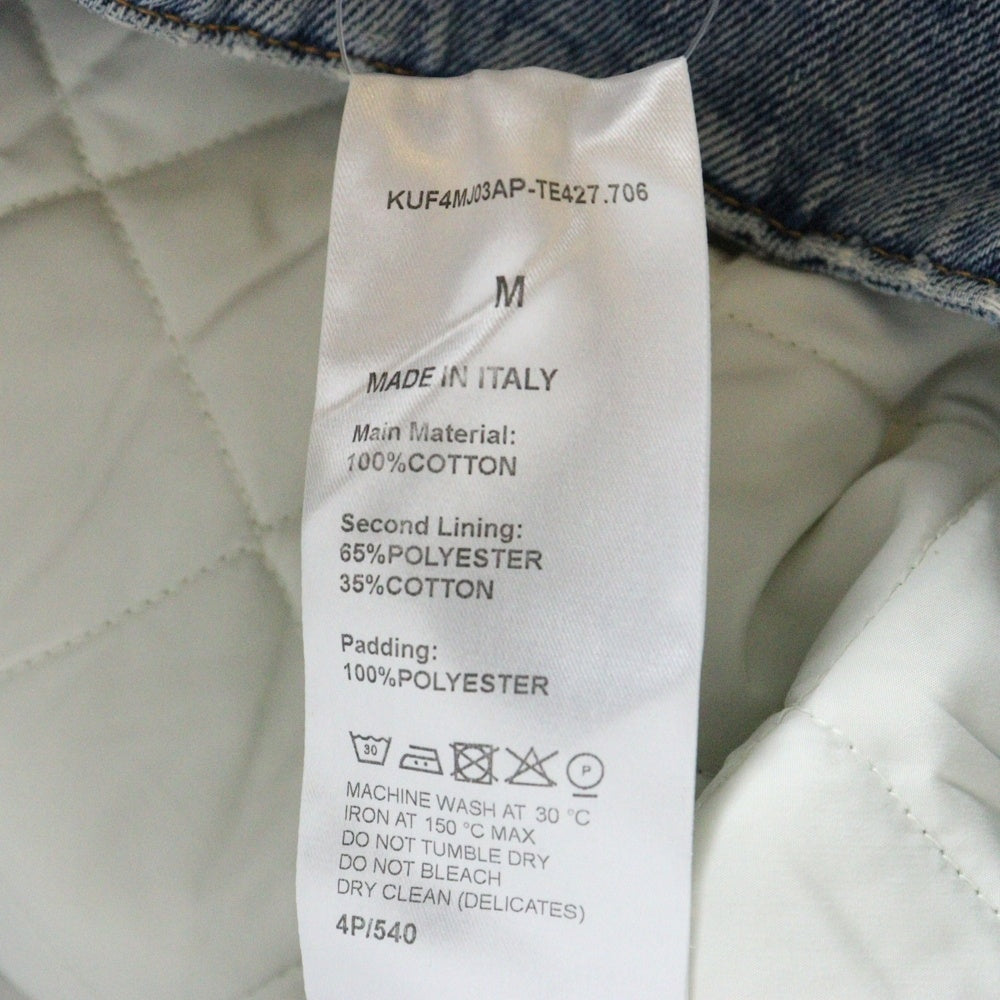 KUF4MJ03AP-TE427.706
M
MADE IN ITALY
Main Material:
100%COTTON
Second Lining:
65%POLYESTER
35%COTTON
Padding:
100%POLYESTER
30 P
MACHINE WASH AT 30 °C
IRON AT 150 °C MAX
DO NOT TUMBLE DRY
DO NOT BLEACH
DRY CLEAN (DELICATES)
4P/540